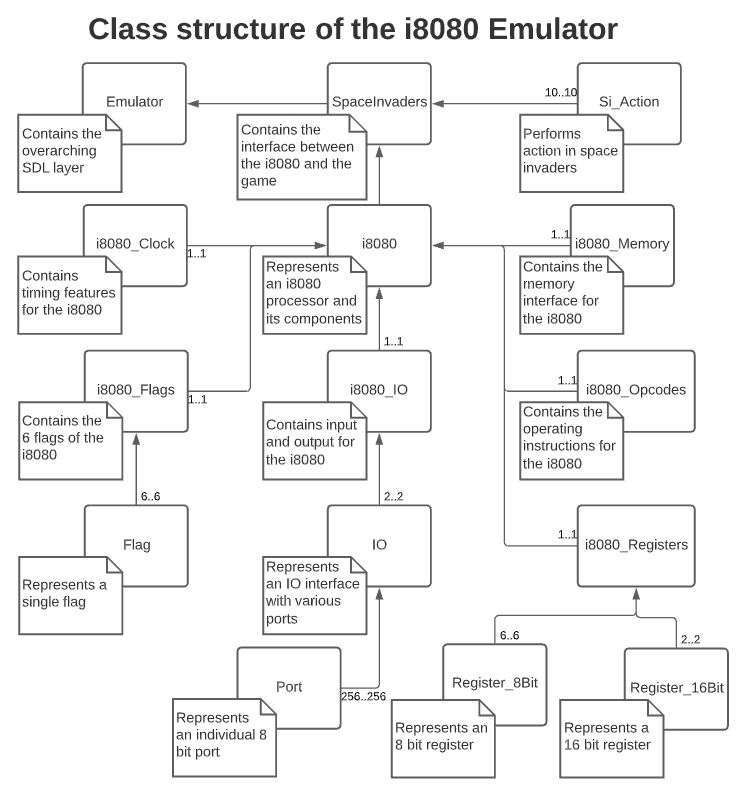 Class structure of the i8080 Emulator
Emulator
Contains the
overarching
SDL layer
SpaceInvaders
Contains the
interface between
the i8080 and the
game
10..10
Si_Action
Performs
action in space
invaders
i8080_Clock
1..1
Contains
timing features
for the i8080
i8080
Represents
an i8080
processor and
its components
1..1
i8080_Memory
Contains the
memory
interface for
the i8080
i8080_Flags
1..1
Contains the
6 flags of the
i8080
1..1
i8080_IO
Contains input
and output for
the i8080
1..1
i8080_Opcodes
Contains the
operating
instructions for
the i8080
6..6
Flag
Represents a
single flag
2..2
IO
Represents
an IO interface
with various
ports
1..1
i8080_Registers
Port
256..256
Represents
an individual 8
bit port
6..6
Register_8Bit
Represents an
8 bit register
2..2
Register_16Bit
Represents a
16 bit register